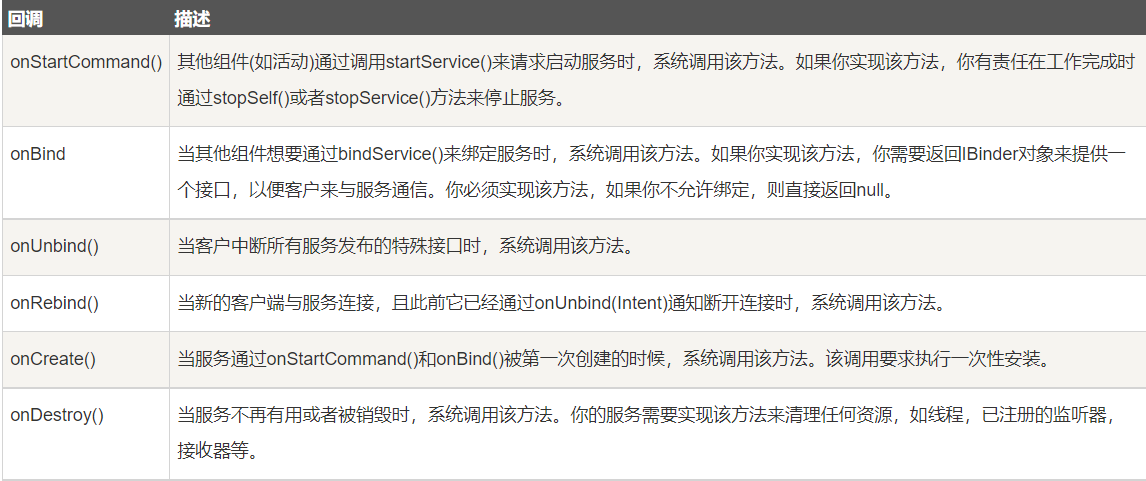 回调 描述
onStartCommand() 其他组件(如活动)通过调用startService()来请求启动服务时，系统调用该方法。如果你实现该方法，你有责任在工作完成时
通过stopSelf()或者stopService()方法来停止服务。
onBind 当其他组件想要通过bindService()来绑定服务时，系统调用该方法。如果你实现该方法，你需要返回IBinder对象来提供一
个接口，以便客户来与服务通信。你必须实现该方法，如果你不允许绑定，则直接返回null。
onUnbind() 当客户中断所有服务发布的特殊接口时，系统调用该方法。
onRebind() 当新的客户端与服务连接，且此前它已经通过onUnbind(Intent)通知断开连接时，系统调用该方法。
onCreate() 当服务通过onStartCommand()和onBind()被第一次创建的时候，系统调用该方法。该调用要求执行一次性安装。
onDestroy() 当服务不再有用或者被销毁时，系统调用该方法。你的服务需要实现该方法来清理任何资源，如线程，已注册的监听器，
接收器等。